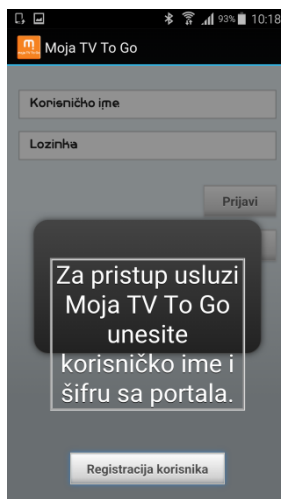 93% 10:18
Moja TV To Go
Korisničko ime
Lozinka
Prijavi
Za pristup usluzi
Moja TV To Go
unesite
korisničko ime i
šifru sa portala.
Registracija korisnika